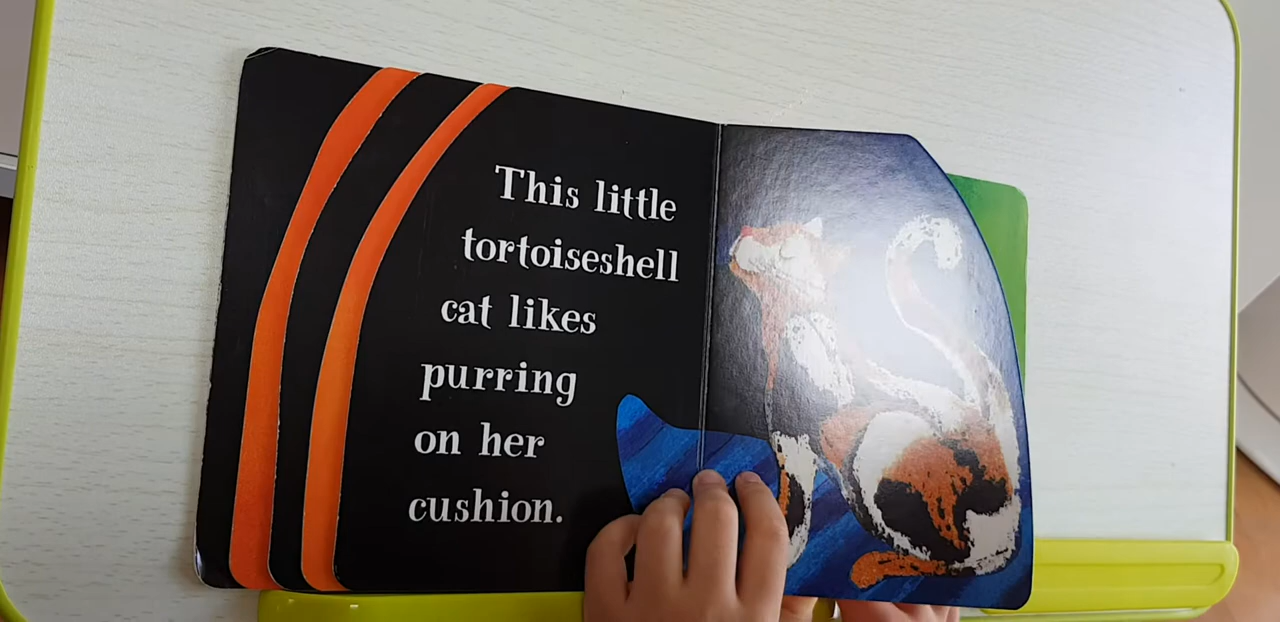 This little
tortoiseshell
cat likes
purring
on her
cushion.